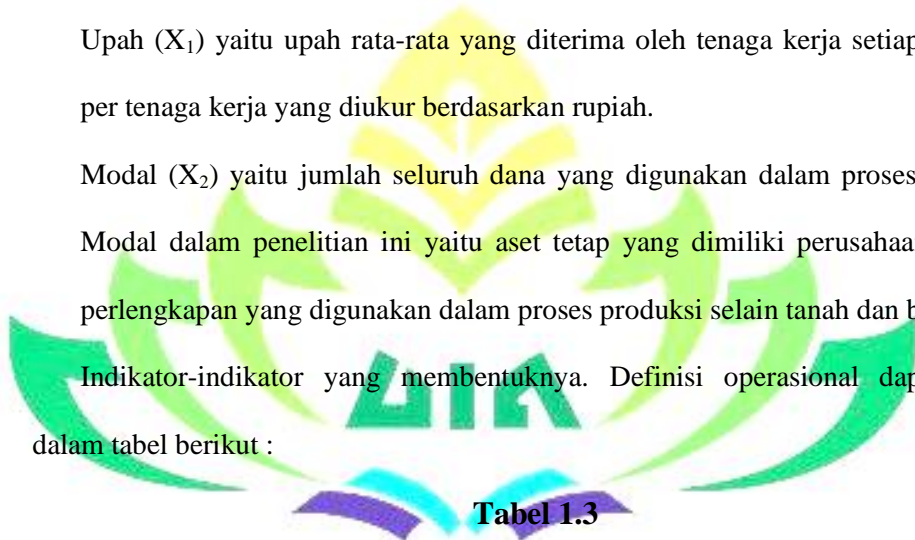 Upah (X₁) yaitu upah rata-rata yang diterima oleh tenaga kerja setiap
per tenaga kerja yang diukur berdasarkan rupiah.
Modal (X₂) yaitu jumlah seluruh dana yang digunakan dalam proses
Modal dalam penelitian ini yaitu aset tetap yang dimiliki perusahaa
perlengkapan yang digunakan dalam proses produksi selain tanah dan b
Indikator-indikator yang membentuknya. Definisi operasional dap
dalam tabel berikut :
Tabel 1.3